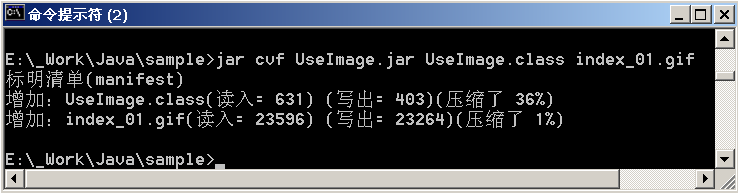 命令提示符 (2)
E:\_Work\Java\sample>jar cvf UseImage.jar UseImage.class index_01.gif
标明清单(manifest)
增加: UseImage.class(读入= 631) (写出= 403)(压缩了 36%)
增加: index_01.gif(读入= 23596) (写出= 23264)(压缩了 1%)
E:\_Work\Java\sample>_